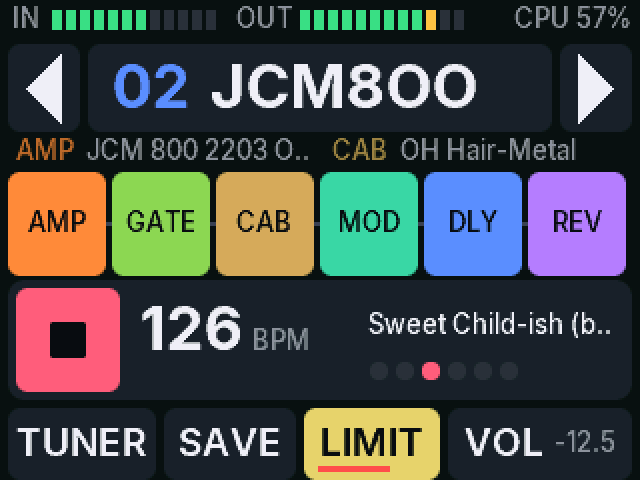 IN OUT CPU 57%
02 JCM800
AMP JCM 800 2203 O.. CAB OH Hair-Metal
AMP GATE CAB MOD DLY REV
126 BPM Sweet Child-ish (b..
TUNER SAVE LIMIT VOL -12.5